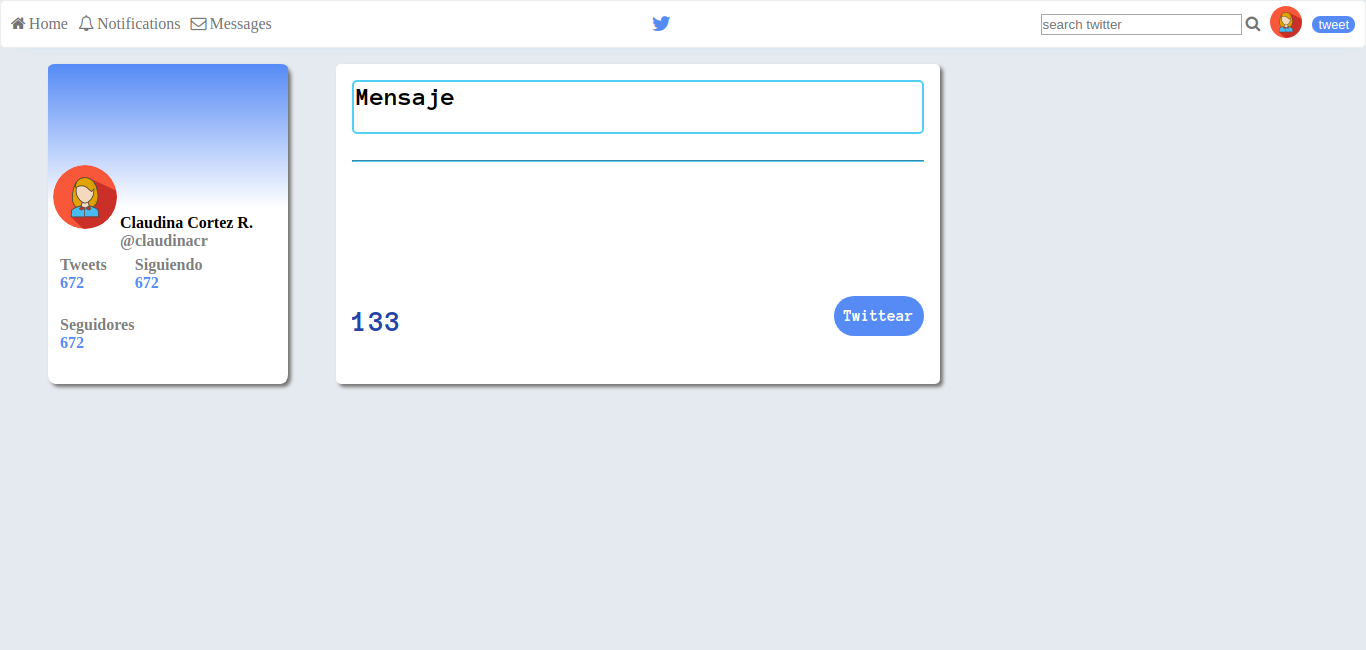 Home Notifications Messages search twitter tweet
Claudina Cortez R.
@claudinacr
Tweets Siguiendo
672 672
Seguidores
672
Mensaje
133 Twittear